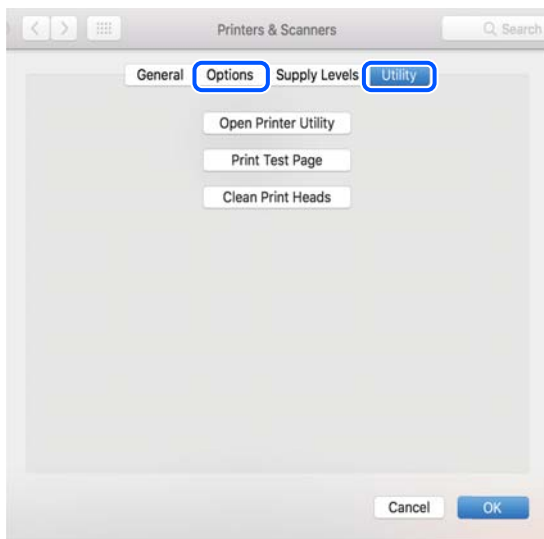 Printers & Scanners
Search
General Options Supply Levels Utility
Open Printer Utility
Print Test Page
Clean Print Heads
Cancel OK